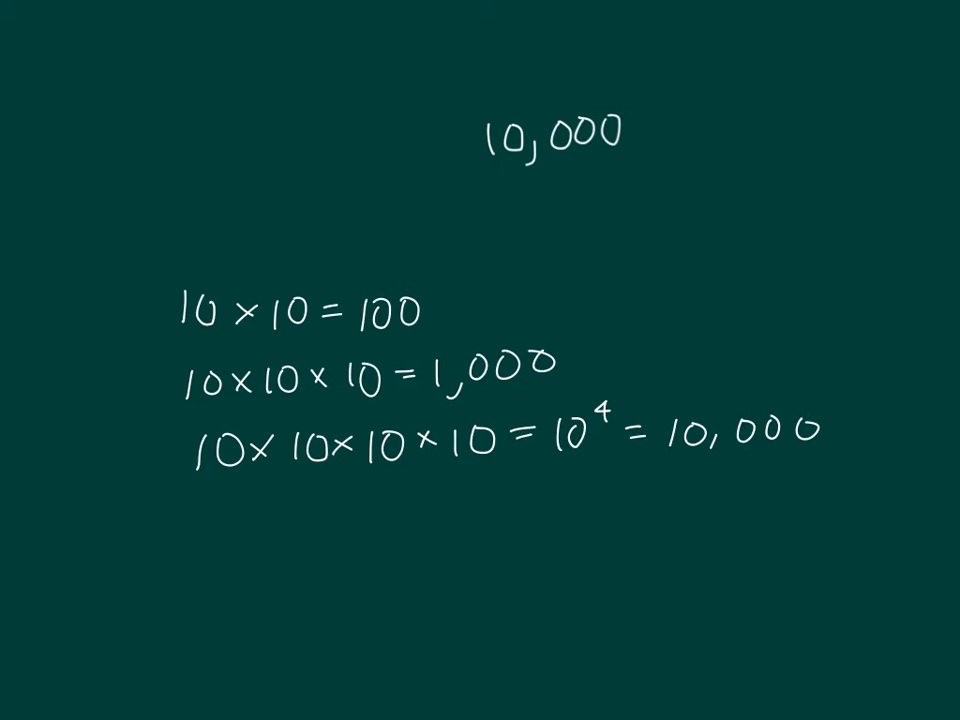 10,000
10 × 10 = 100
10 × 10 × 10 = 1,000
10 × 10 × 10 × 10 = 10⁴ = 10,000